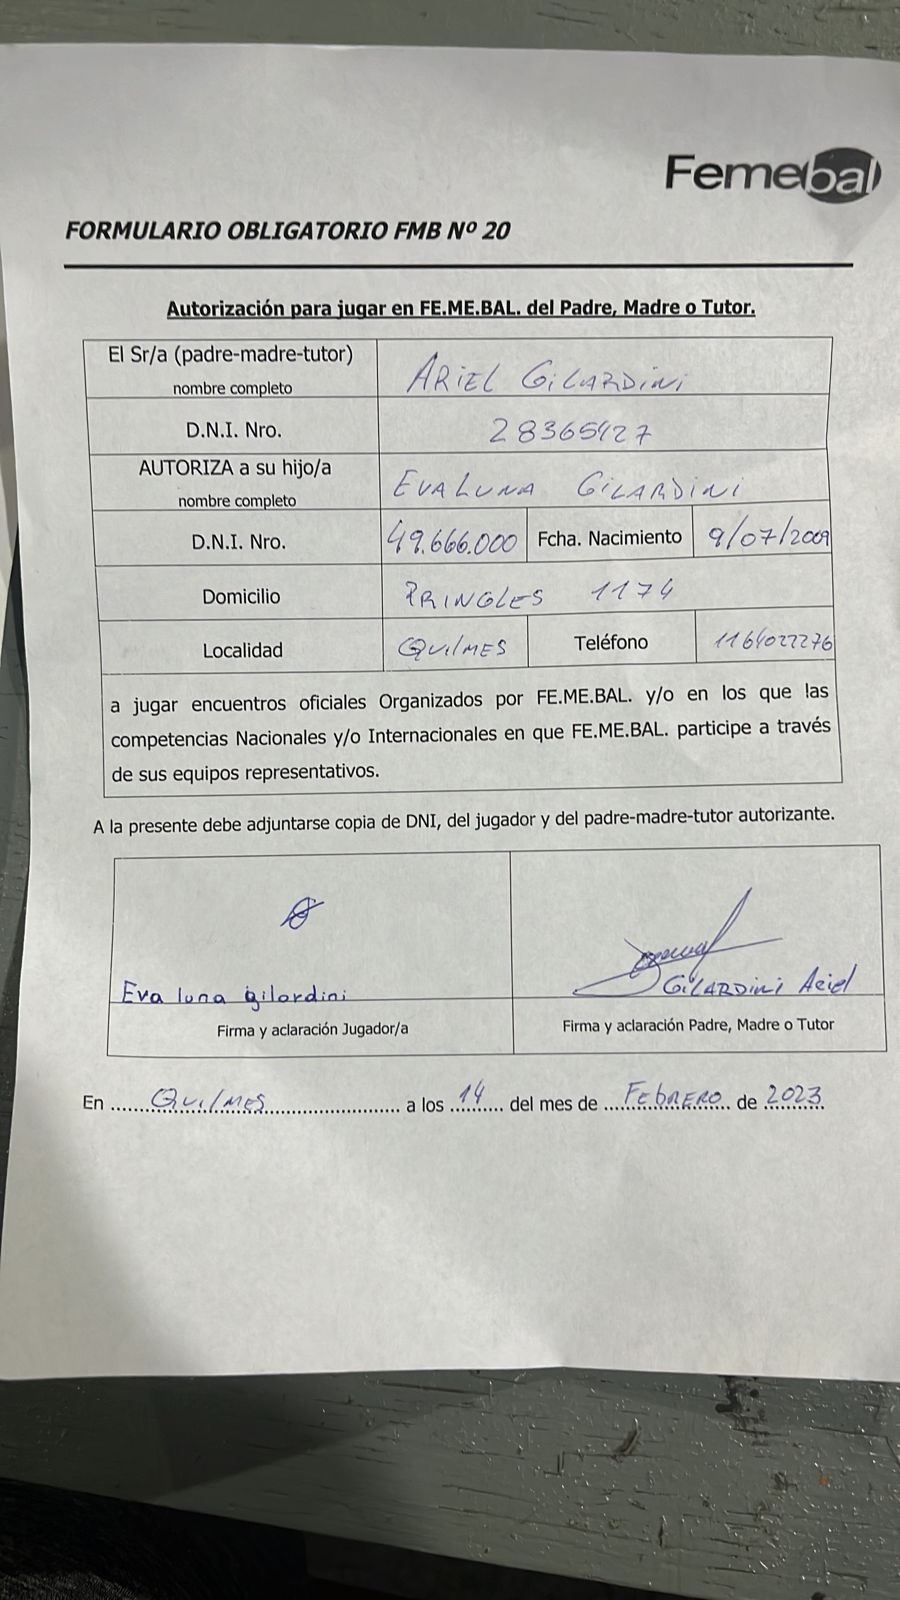 Femebal
FORMULARIO OBLIGATORIO FMB Nº 20
Autorización para jugar en FE.ME.BAL. del Padre, Madre o Tutor.
El Sr/a (padre-madre-tutor)
nombre completo
ARIEL GILARDINI
D.N.I. Nro.
28365427
AUTORIZA a su hijo/a
nombre completo
EVA LUNA GILARDINI
D.N.I. Nro.
49.666.000
Fcha. Nacimiento
9/07/2009
Domicilio
PRINGLES 1174
Localidad
QUILMES
Teléfono
1164022276
a jugar encuentros oficiales Organizados por FE.ME.BAL. y/o en los que las
competencias Nacionales y/o Internacionales en que FE.ME.BAL. participe a través
de sus equipos representativos.
A la presente debe adjuntarse copia de DNI, del jugador y del padre-madre-tutor autorizante.
Eva luna gilardini
Firma y aclaración Jugador/a
GILARDINI Ariel
Firma y aclaración Padre, Madre o Tutor
En ......QUILMES...... a los ..14.. del mes de ...FEBRERO... de 2023